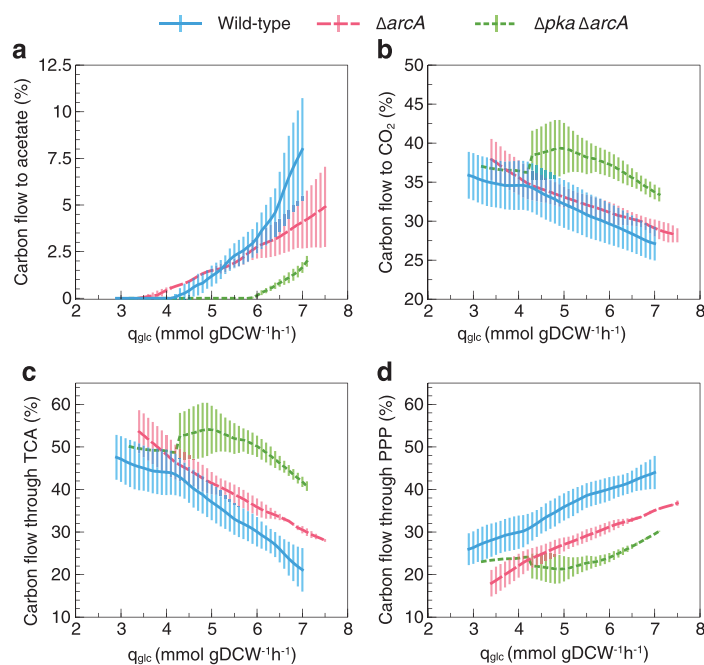 Wild-type ΔarcA Δpka ΔarcA
a
Carbon flow to acetate (%)
12.5
10
7.5
5
2.5
0
2 3 4 5 6 7 8
qglc (mmol gDCW⁻¹h⁻¹)
b
Carbon flow to CO₂ (%)
50
45
40
35
30
25
20
2 3 4 5 6 7 8
qglc (mmol gDCW⁻¹h⁻¹)
c
Carbon flow through TCA (%)
60
50
40
30
20
10
2 3 4 5 6 7 8
qglc (mmol gDCW⁻¹h⁻¹)
d
Carbon flow through PPP (%)
60
50
40
30
20
10
2 3 4 5 6 7 8
qglc (mmol gDCW⁻¹h⁻¹)